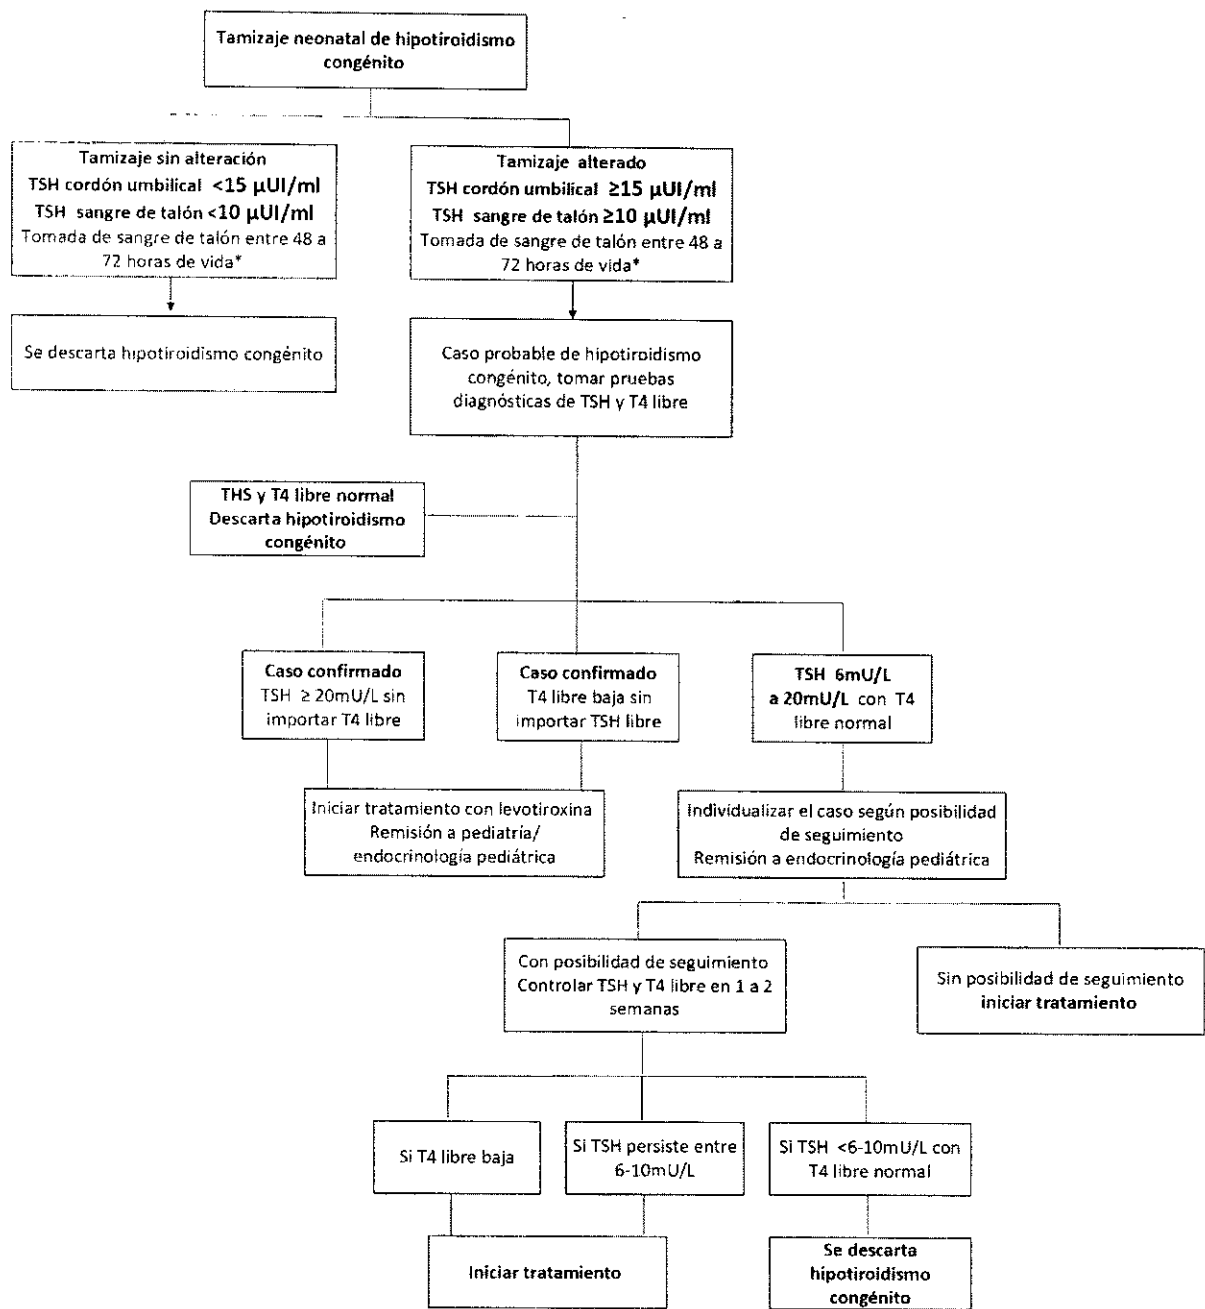 Tamizaje neonatal de hipotiroidismo
congénito
Tamizaje sin alteración
TSH cordón umbilical <15 µUI/ml
TSH sangre de talón <10 µUI/ml
Tomada de sangre de talón entre 48 a
72 horas de vida*
Tamizaje alterado
TSH cordón umbilical ≥15 µUI/ml
TSH sangre de talón ≥10 µUI/ml
Tomada de sangre de talón entre 48 a
72 horas de vida*
Se descarta hipotiroidismo congénito
Caso probable de hipotiroidismo
congénito, tomar pruebas
diagnósticas de TSH y T4 libre
THS y T4 libre normal
Descarta hipotiroidismo
congénito
Caso confirmado
TSH ≥ 20mU/L sin
importar T4 libre
Caso confirmado
T4 libre baja sin
importar TSH libre
TSH 6mU/L
a 20mU/L con T4
libre normal
Iniciar tratamiento con levotiroxina
Remisión a pediatría/
endocrinología pediátrica
Individualizar el caso según posibilidad
de seguimiento
Remisión a endocrinología pediátrica
Con posibilidad de seguimiento
Controlar TSH y T4 libre en 1 a 2
semanas
Sin posibilidad de seguimiento
iniciar tratamiento
Si T4 libre baja
Si TSH persiste entre
6-10mU/L
Si TSH <6-10mU/L con
T4 libre normal
Iniciar tratamiento
Se descarta
hipotiroidismo
congénito